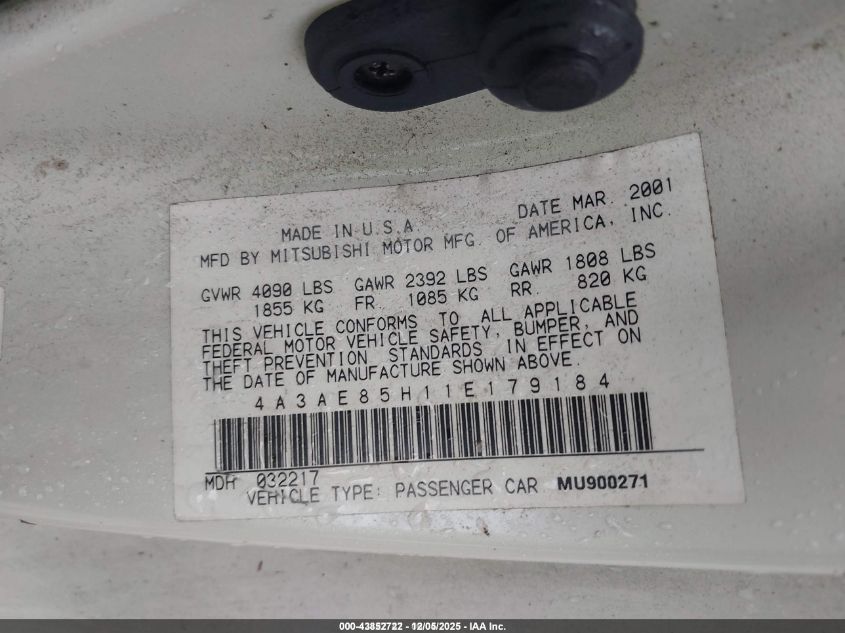 MADE IN U.S.A. DATE MAR. 2001
MFD BY MITSUBISHI MOTOR MFG. OF AMERICA, INC.
GVWR 4090 LBS GAWR 2392 LBS GAWR 1808 LBS
1855 KG FR. 1085 KG RR. 820 KG
THIS VEHICLE CONFORMS TO ALL APPLICABLE
FEDERAL MOTOR VEHICLE SAFETY, BUMPER, AND
THEFT PREVENTION STANDARDS IN EFFECT ON
THE DATE OF MANUFACTURE SHOWN ABOVE.
4A3AE85H11E179184
MDH 032217
VEHICLE TYPE: PASSENGER CAR MU900271
000-43852722 - 12/05/2025 - IAA Inc.